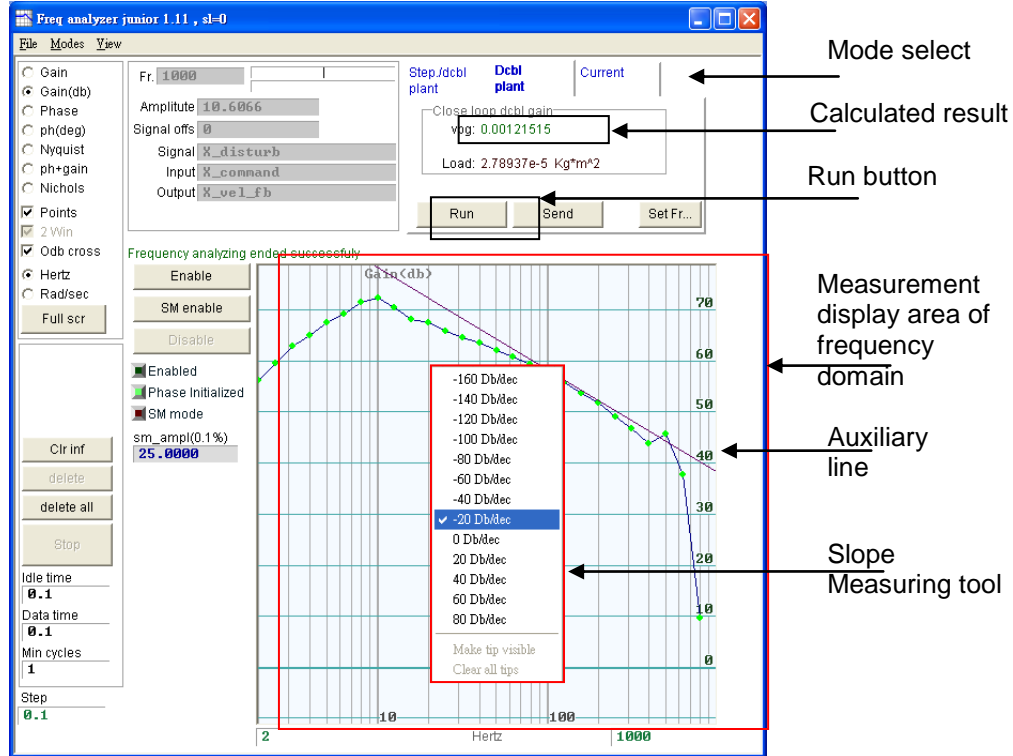 Freq analyzer junior 1.11 , sl=0
File Modes View
Gain
Gain(db)
Phase
ph(deg)
Nyquist
ph+gain
Nichols
Points
2 Win
Odb cross
Hertz
Rad/sec
Full scr
Fr. 1000
Amplitude 10.6066
Signal offs 0
Signal X_disturb
Input X_command
Output X_vel_fb
Step./dcbl plant
Dcbl plant
Current
Close loop dcbl gain
vog: 0.00121515
Load: 2.78937e-5 Kg*m^2
Run Send Set Fr...
Mode select
Calculated result
Run button
Frequency analyzing ended successfuly
Enable
SM enable
Disable
Enabled
Phase Initialized
SM mode
sm_ampl(0.1%)
25.0000
Clr inf
delete
delete all
Stop
Idle time
0.1
Data time
0.1
Min cycles
1
Step
0.1
Gain(db)
70
60
50
40
30
20
10
0
10 100
2 Hertz 1000
-160 Db/dec
-140 Db/dec
-120 Db/dec
-100 Db/dec
-80 Db/dec
-60 Db/dec
-40 Db/dec
-20 Db/dec
0 Db/dec
20 Db/dec
40 Db/dec
60 Db/dec
80 Db/dec
Make tip visible
Clear all tips
Measurement
display area of
frequency
domain
Auxiliary
line
Slope
Measuring tool